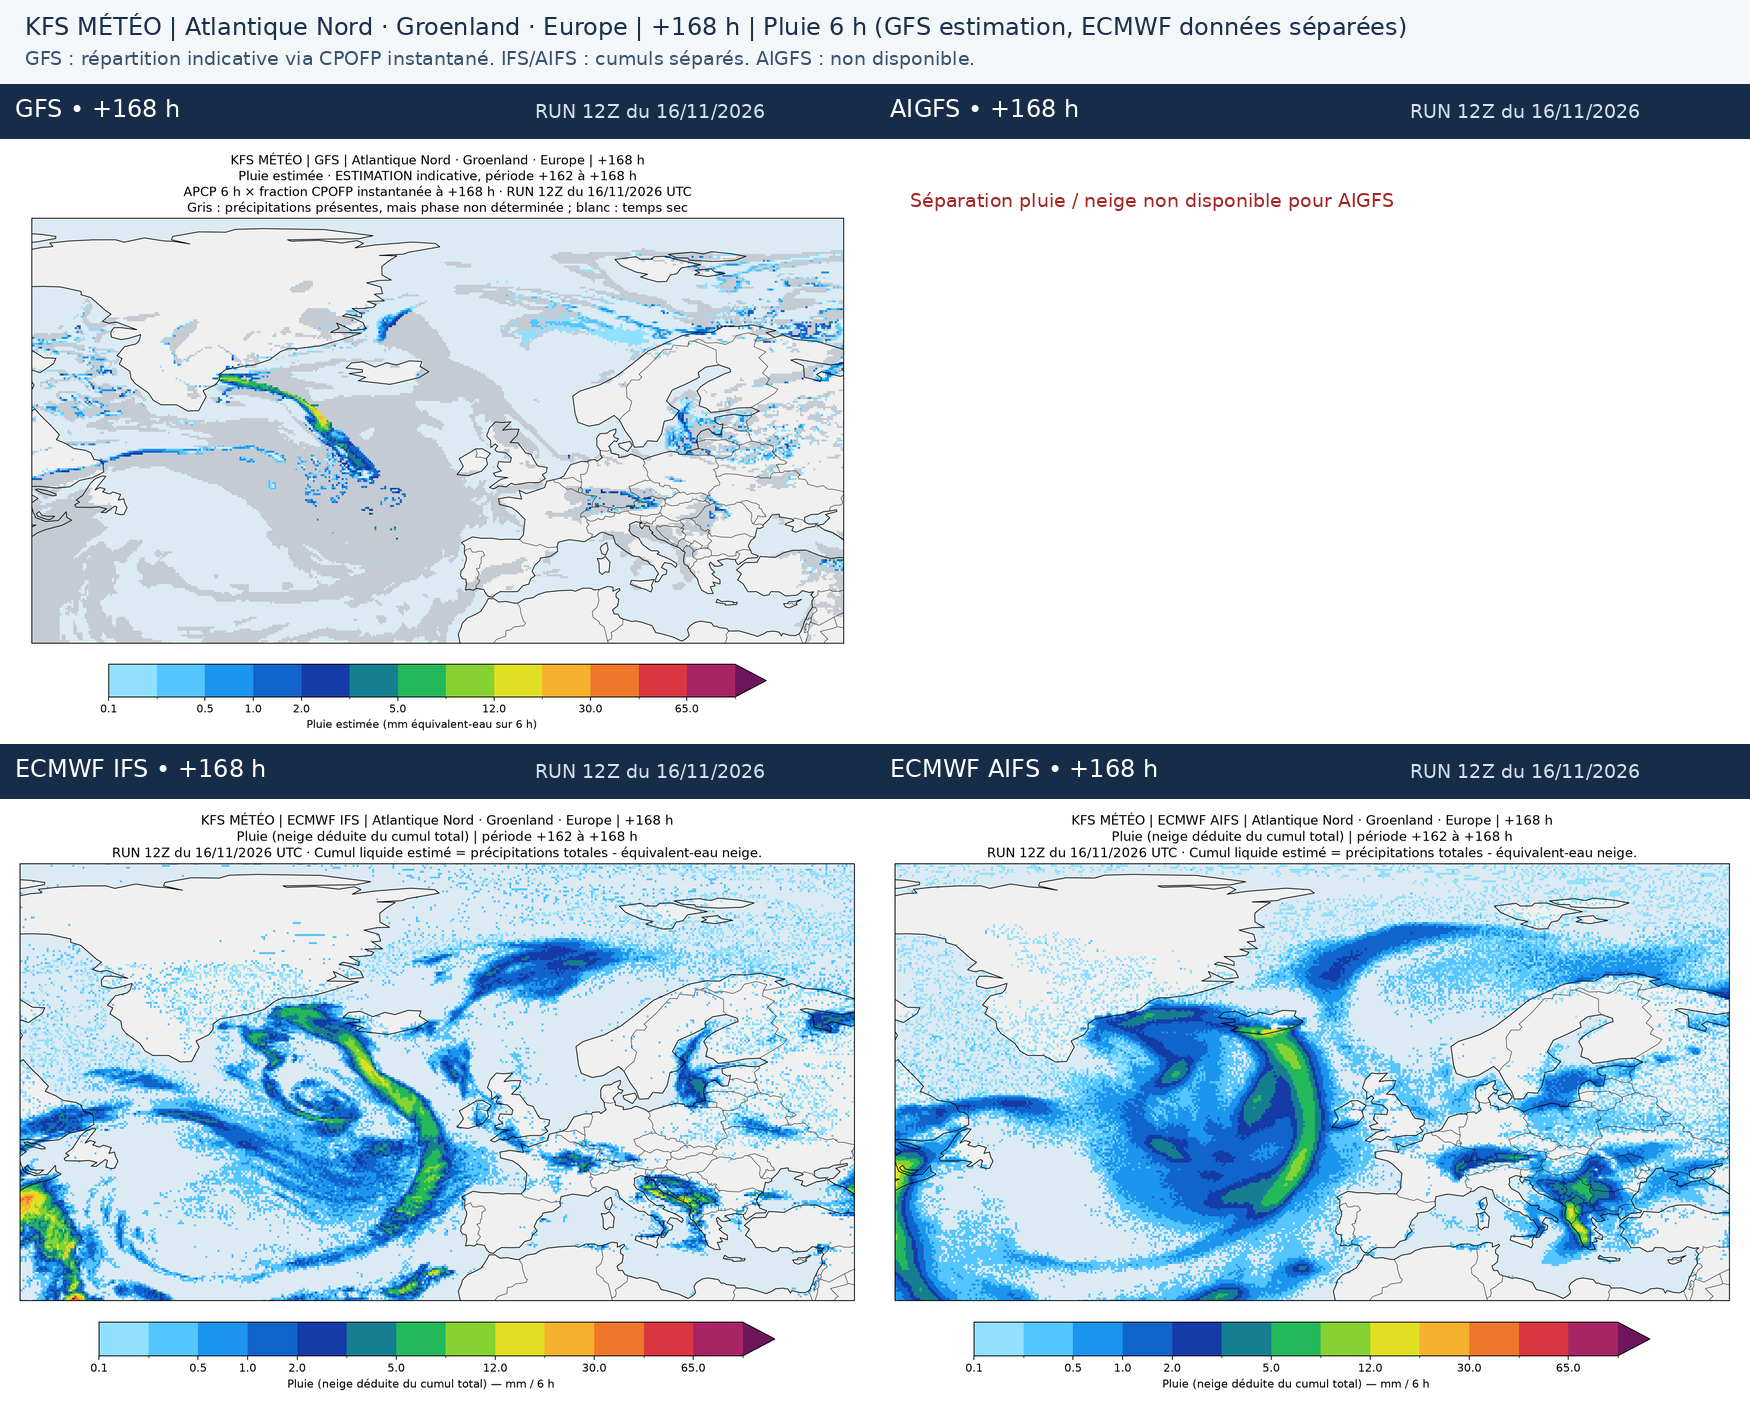 KFS MÉTÉO | Atlantique Nord · Groenland · Europe | +168 h | Pluie 6 h (GFS estimation, ECMWF données séparées)
GFS : répartition indicative via CPOFP instantané. IFS/AIFS : cumuls séparés. AIGFS : non disponible.
GFS • +168 h
RUN 12Z du 16/11/2026
KFS MÉTÉO | GFS | Atlantique Nord · Groenland · Europe | +168 h
Pluie estimée · ESTIMATION indicative, période +162 à +168 h
APCP 6 h × fraction CPOFP instantanée à +168 h · RUN 12Z du 16/11/2026 UTC
Gris : précipitations présentes, mais phase non déterminée ; blanc : temps sec
0.1 0.5 1.0 2.0 5.0 12.0 30.0 65.0
Pluie estimée (mm équivalent-eau sur 6 h)
AIGFS • +168 h
RUN 12Z du 16/11/2026
Séparation pluie / neige non disponible pour AIGFS
ECMWF IFS • +168 h
RUN 12Z du 16/11/2026
KFS MÉTÉO | ECMWF IFS | Atlantique Nord · Groenland · Europe | +168 h
Pluie (neige déduite du cumul total) | période +162 à +168 h
RUN 12Z du 16/11/2026 UTC · Cumul liquide estimé = précipitations totales - équivalent-eau neige.
0.1 0.5 1.0 2.0 5.0 12.0 30.0 65.0
Pluie (neige déduite du cumul total) — mm / 6 h
ECMWF AIFS • +168 h
RUN 12Z du 16/11/2026
KFS MÉTÉO | ECMWF AIFS | Atlantique Nord · Groenland · Europe | +168 h
Pluie (neige déduite du cumul total) | période +162 à +168 h
RUN 12Z du 16/11/2026 UTC · Cumul liquide estimé = précipitations totales - équivalent-eau neige.
0.1 0.5 1.0 2.0 5.0 12.0 30.0 65.0
Pluie (neige déduite du cumul total) — mm / 6 h